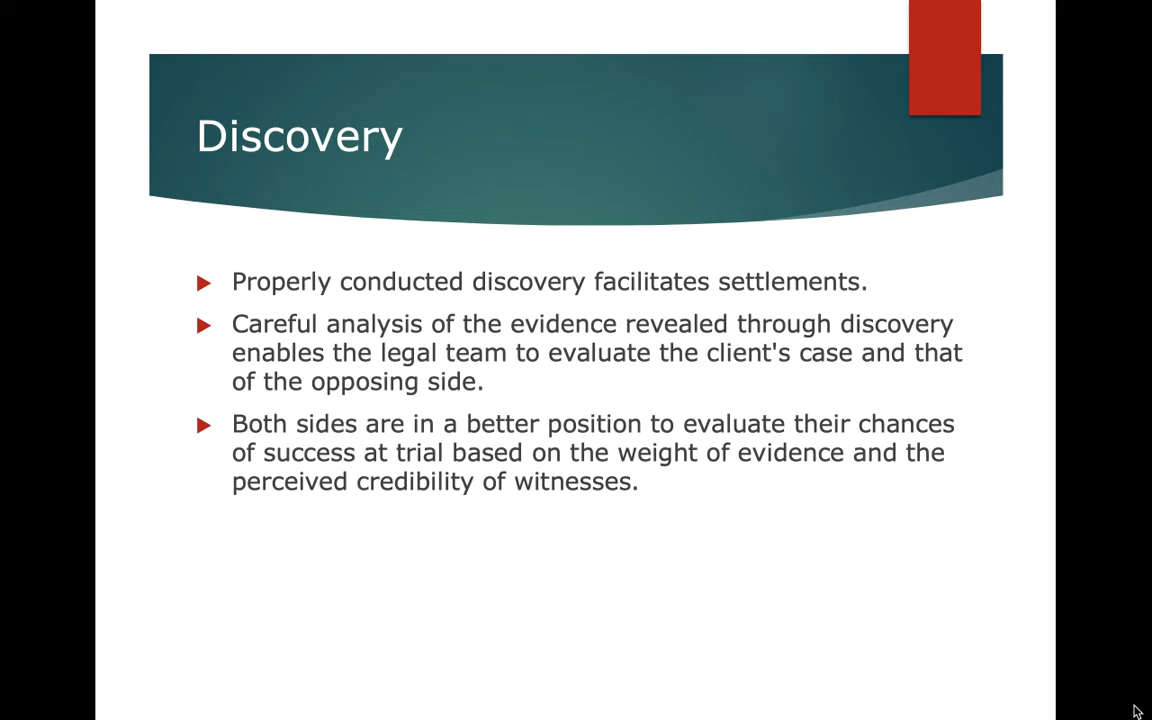 Discovery
Properly conducted discovery facilitates settlements.
Careful analysis of the evidence revealed through discovery
enables the legal team to evaluate the client's case and that
of the opposing side.
Both sides are in a better position to evaluate their chances
of success at trial based on the weight of evidence and the
perceived credibility of witnesses.